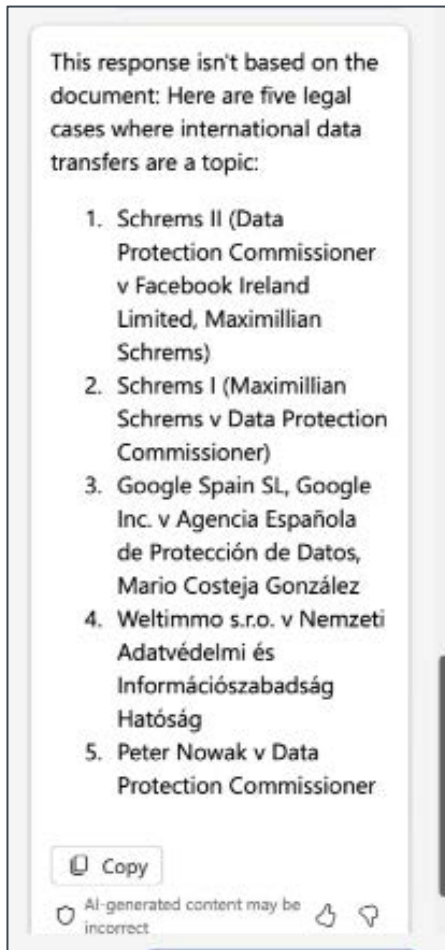 This response isn't based on the
document: Here are five legal
cases where international data
transfers are a topic:
1. Schrems II (Data
Protection Commissioner
v Facebook Ireland
Limited, Maximillian
Schrems)
2. Schrems I (Maximillian
Schrems v Data Protection
Commissioner)
3. Google Spain SL, Google
Inc. v Agencia Española
de Protección de Datos,
Mario Costeja González
4. Weltimmo s.r.o. v Nemzeti
Adatvédelmi és
Információszabadság
Hatóság
5. Peter Nowak v Data
Protection Commissioner
Copy
AI-generated content may be
incorrect